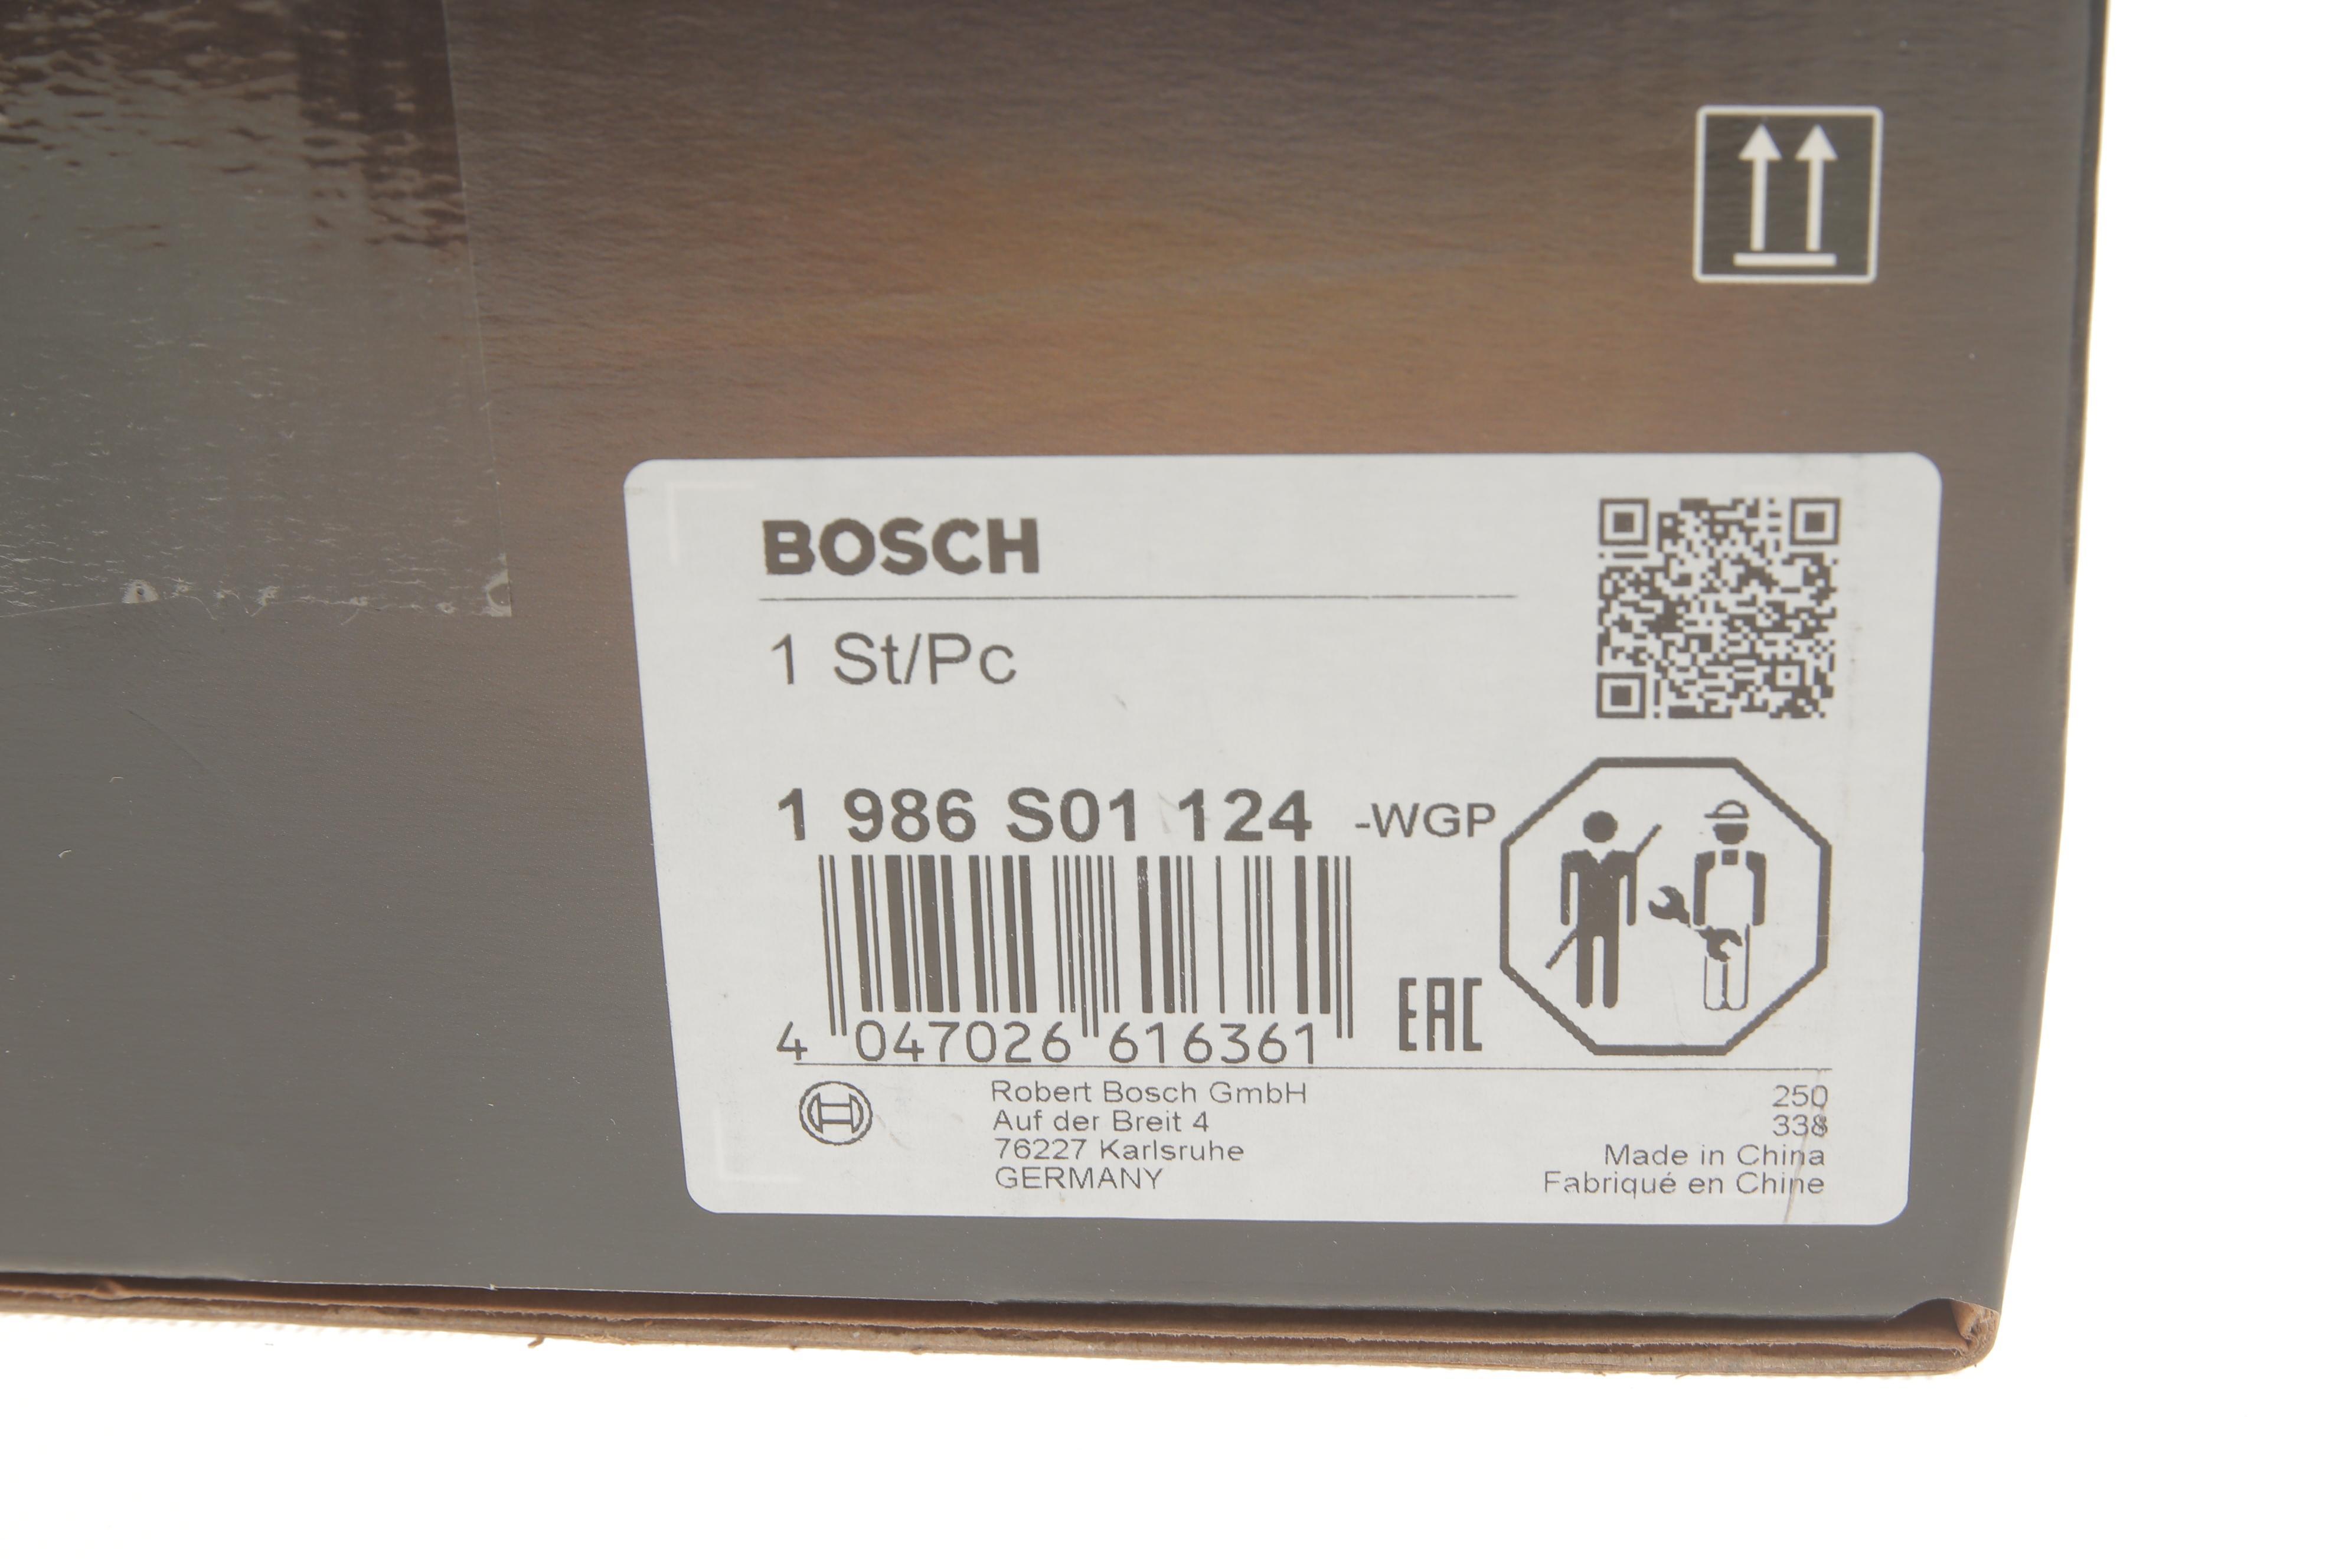 BOSCH
1 St/Pc
1 986 S01 124 -WGP
4 047026 616361
EAC
Robert Bosch GmbH
Auf der Breit 4
76227 Karlsruhe
GERMANY
250
338
Made in China
Fabriqué en Chine